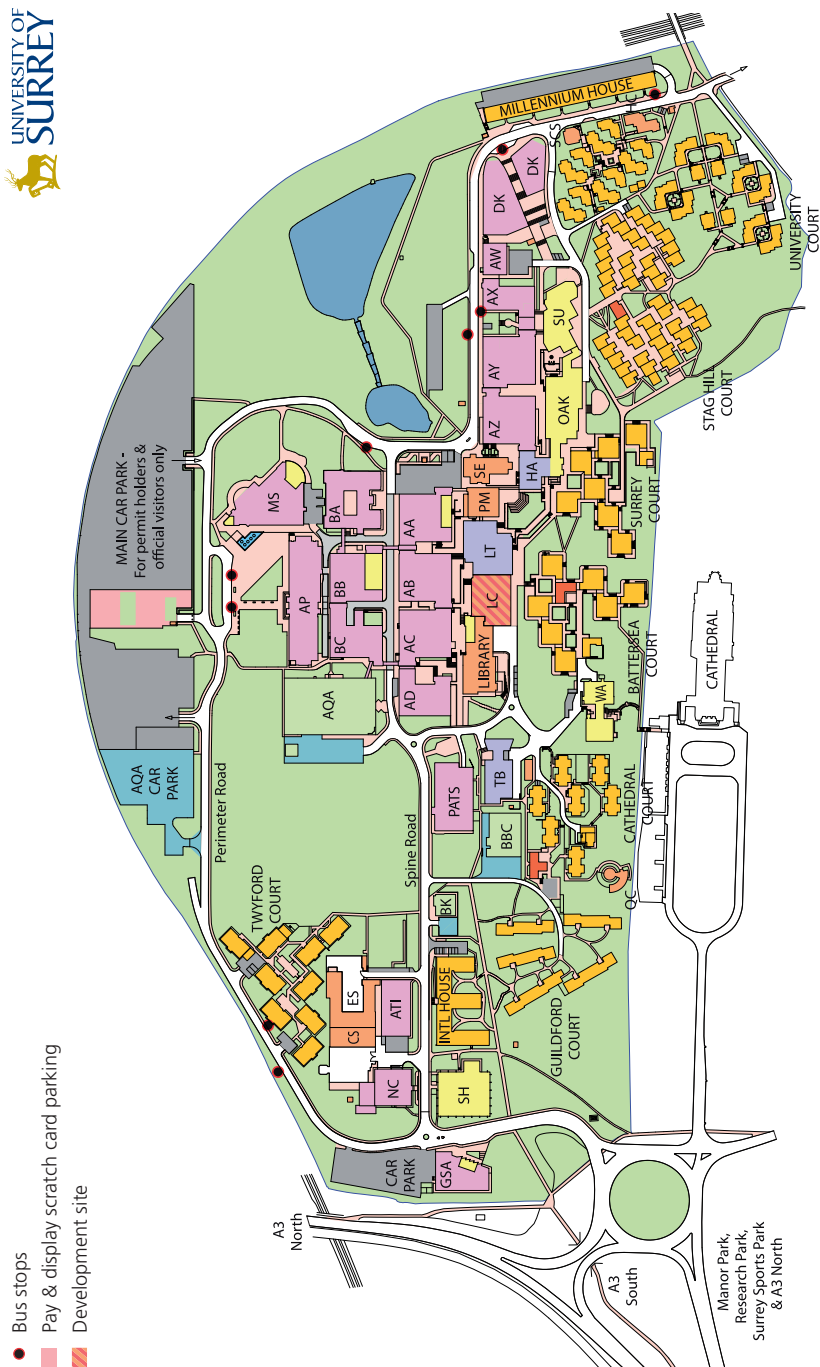 UNIVERSITY OF
SURREY
Bus stops
Pay & display scratch card parking
Development site
MAIN CAR PARK -
For permit holders &
official visitors only
AQA
CAR
PARK
Perimeter Road
Spine Road
TWYFORD
COURT
MILLENNIUM HOUSE
SCS
DK
DK
AW
AX
AY
AZ
SU
OAK
SE
HA
PM
LT
LC
LIBRARY
MS
BA
BB
BC
AP
AQA
AA
AB
AC
AD
PATS
TB
BBC
BK
WA
OC
ES
CS
ATI
NC
INTL HOUSE
SH
GSA
CAR
PARK
UNIVERSITY
COURT
STAG HILL
COURT
SURREY
COURT
BATTERSEA
COURT
CATHEDRAL
COURT
CATHEDRAL
GUILDFORD
COURT
A3
North
A3
South
Manor Park,
Research Park,
Surrey Sports Park
& A3 North